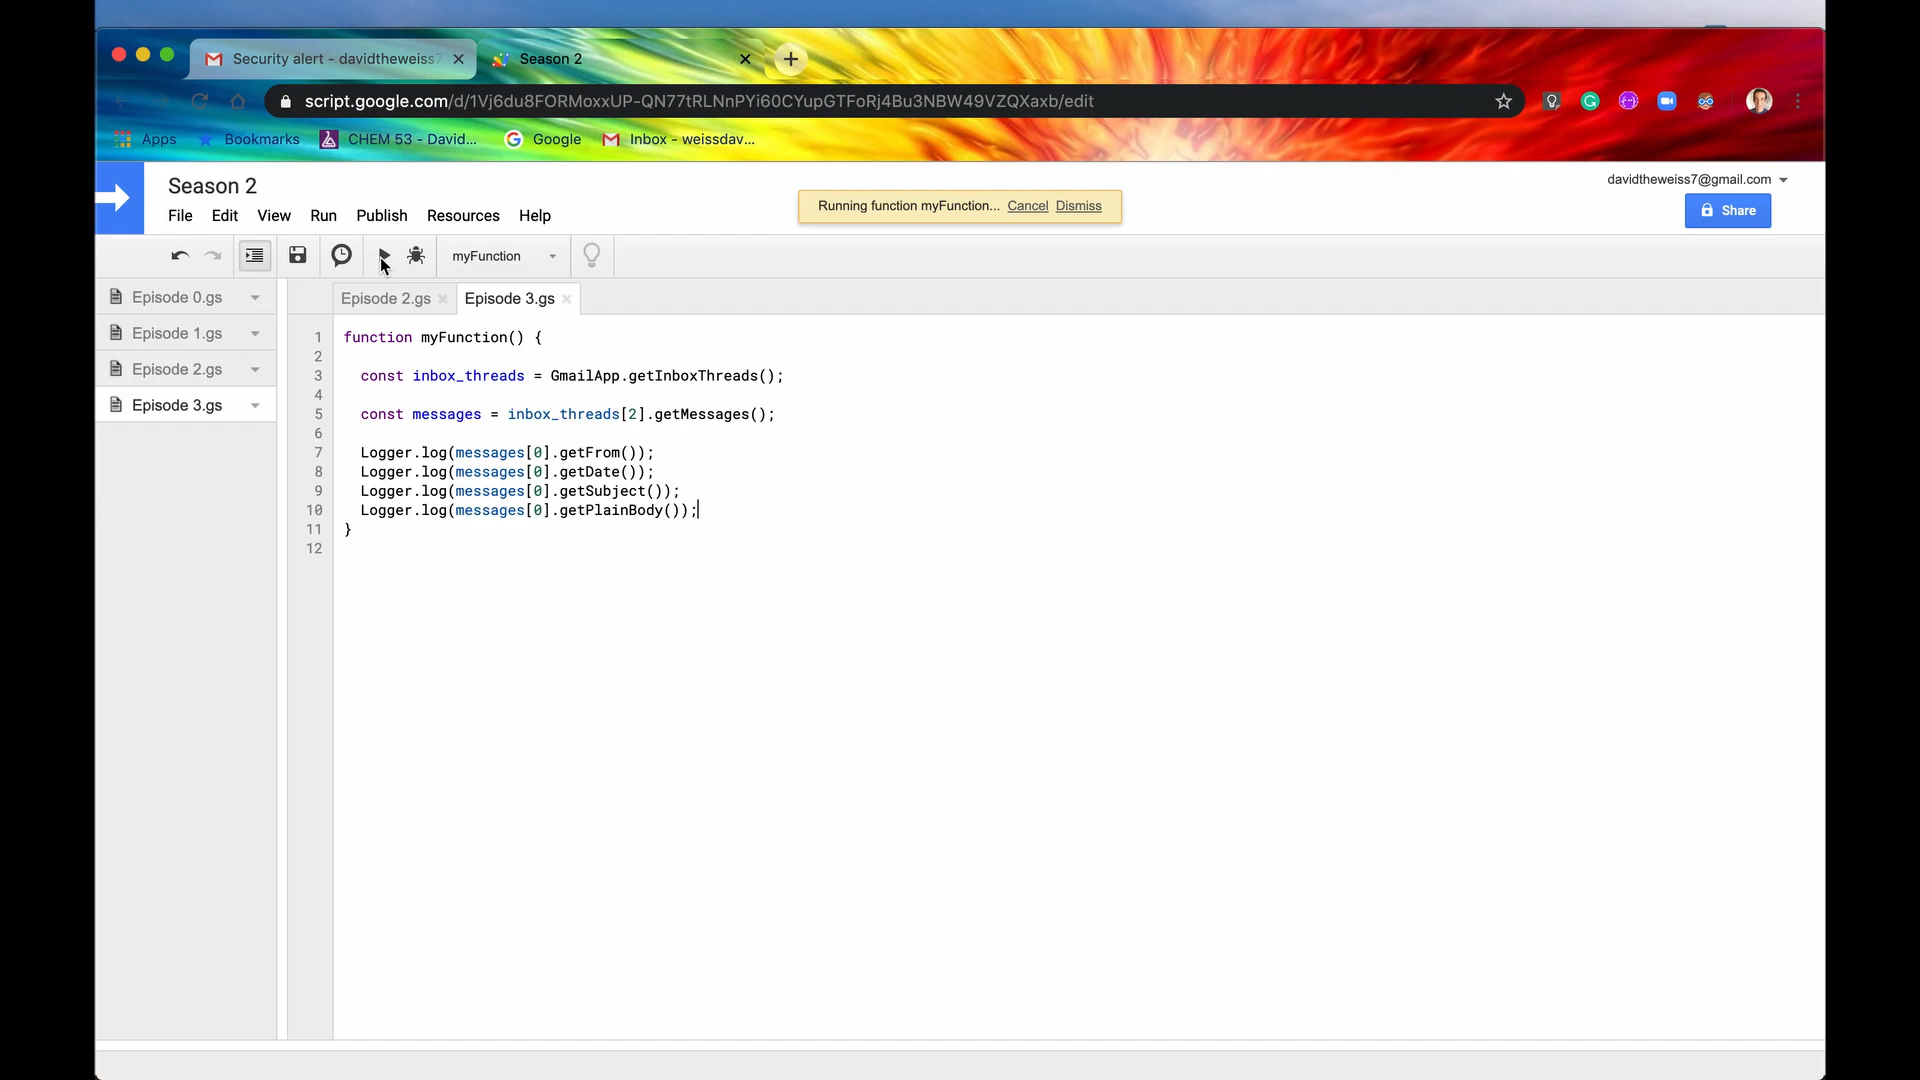 Security alert - davidtheweiss7
Season 2
script.google.com/d/1Vj6du8FORMoxxUP-QN77tRLNnPYi60CYupGTFoRj4Bu3NBW49VZQXaxb/edit
Apps Bookmarks CHEM 53 - David... Google Inbox - weissdav...
Season 2
davidtheweiss7@gmail.com
File Edit View Run Publish Resources Help
Running function myFunction... Cancel Dismiss
Share
myFunction
Episode 0.gs
Episode 1.gs
Episode 2.gs
Episode 3.gs
Episode 2.gs Episode 3.gs
1 function myFunction() {
2
3 const inbox_threads = GmailApp.getInboxThreads();
4
5 const messages = inbox_threads[2].getMessages();
6
7 Logger.log(messages[0].getFrom());
8 Logger.log(messages[0].getDate());
9 Logger.log(messages[0].getSubject());
10 Logger.log(messages[0].getPlainBody());
11 }
12